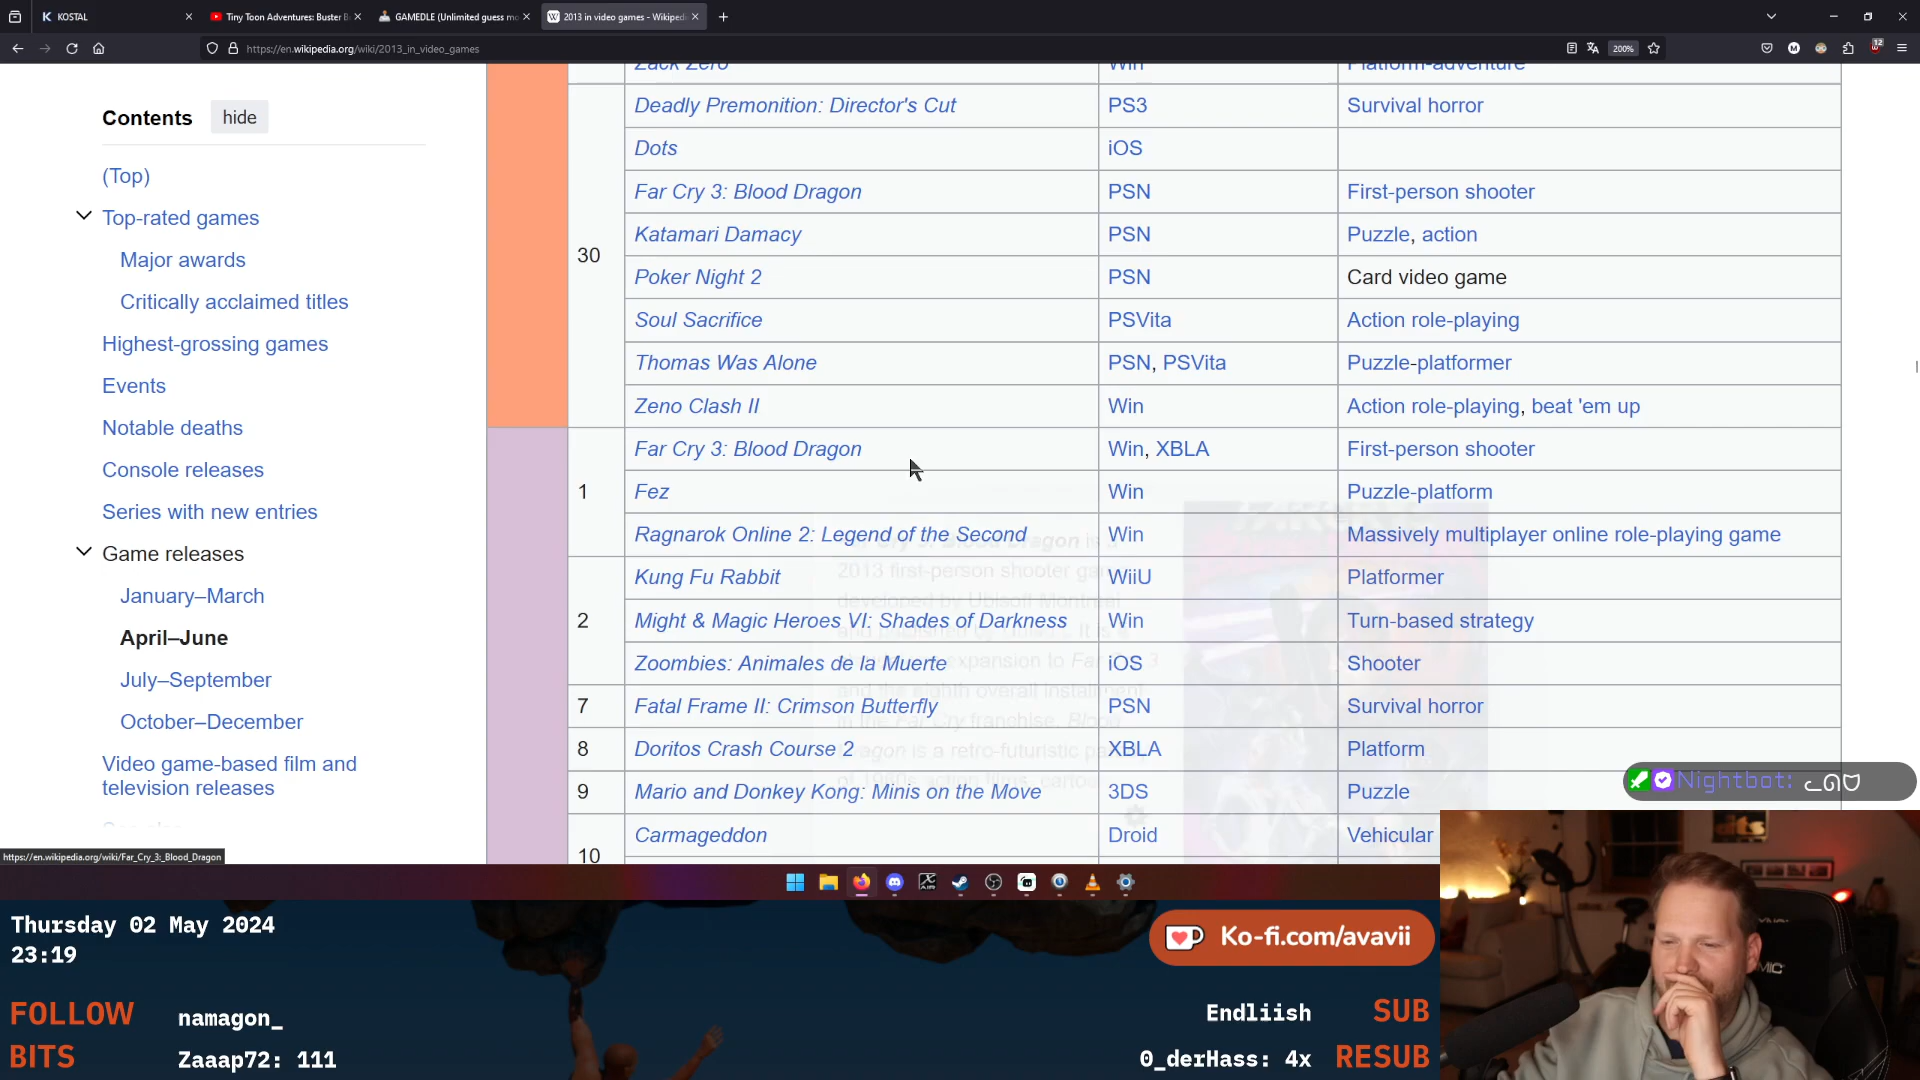 KOSTAL
Tiny Toon Adventures: Buster B
GAMEDLE (Unlimited guess mo
2013 in video games - Wikiped
https://en.wikipedia.org/wiki/2013_in_video_games
200%
12
Contents
hide
(Top)
Top-rated games
Major awards
Critically acclaimed titles
Highest-grossing games
Events
Notable deaths
Console releases
Series with new entries
Game releases
January–March
April–June
July–September
October–December
Video game-based film and
television releases
See also
https://en.wikipedia.org/wiki/Far_Cry_3:_Blood_Dragon
Zack Zero Win Platform-adventure
30
Deadly Premonition: Director's Cut PS3 Survival horror
Dots iOS
Far Cry 3: Blood Dragon PSN First-person shooter
Katamari Damacy PSN Puzzle, action
Poker Night 2 PSN Card video game
Soul Sacrifice PSVita Action role-playing
Thomas Was Alone PSN, PSVita Puzzle-platformer
Zeno Clash II Win Action role-playing, beat 'em up
1
Far Cry 3: Blood Dragon Win, XBLA First-person shooter
Fez Win Puzzle-platform
Ragnarok Online 2: Legend of the Second Win Massively multiplayer online role-playing game
2
Kung Fu Rabbit WiiU Platformer
Might & Magic Heroes VI: Shades of Darkness Win Turn-based strategy
Zoombies: Animales de la Muerte iOS Shooter
7 Fatal Frame II: Crimson Butterfly PSN Survival horror
8 Doritos Crash Course 2 XBLA Platform
9 Mario and Donkey Kong: Minis on the Move 3DS Puzzle
10 Carmageddon Droid Vehicular
Nightbot:
Thursday 02 May 2024
23:19
Ko-fi.com/avavii
FOLLOW namagon_
BITS Zaaap72: 111
Endliish SUB
0_derHass: 4x RESUB